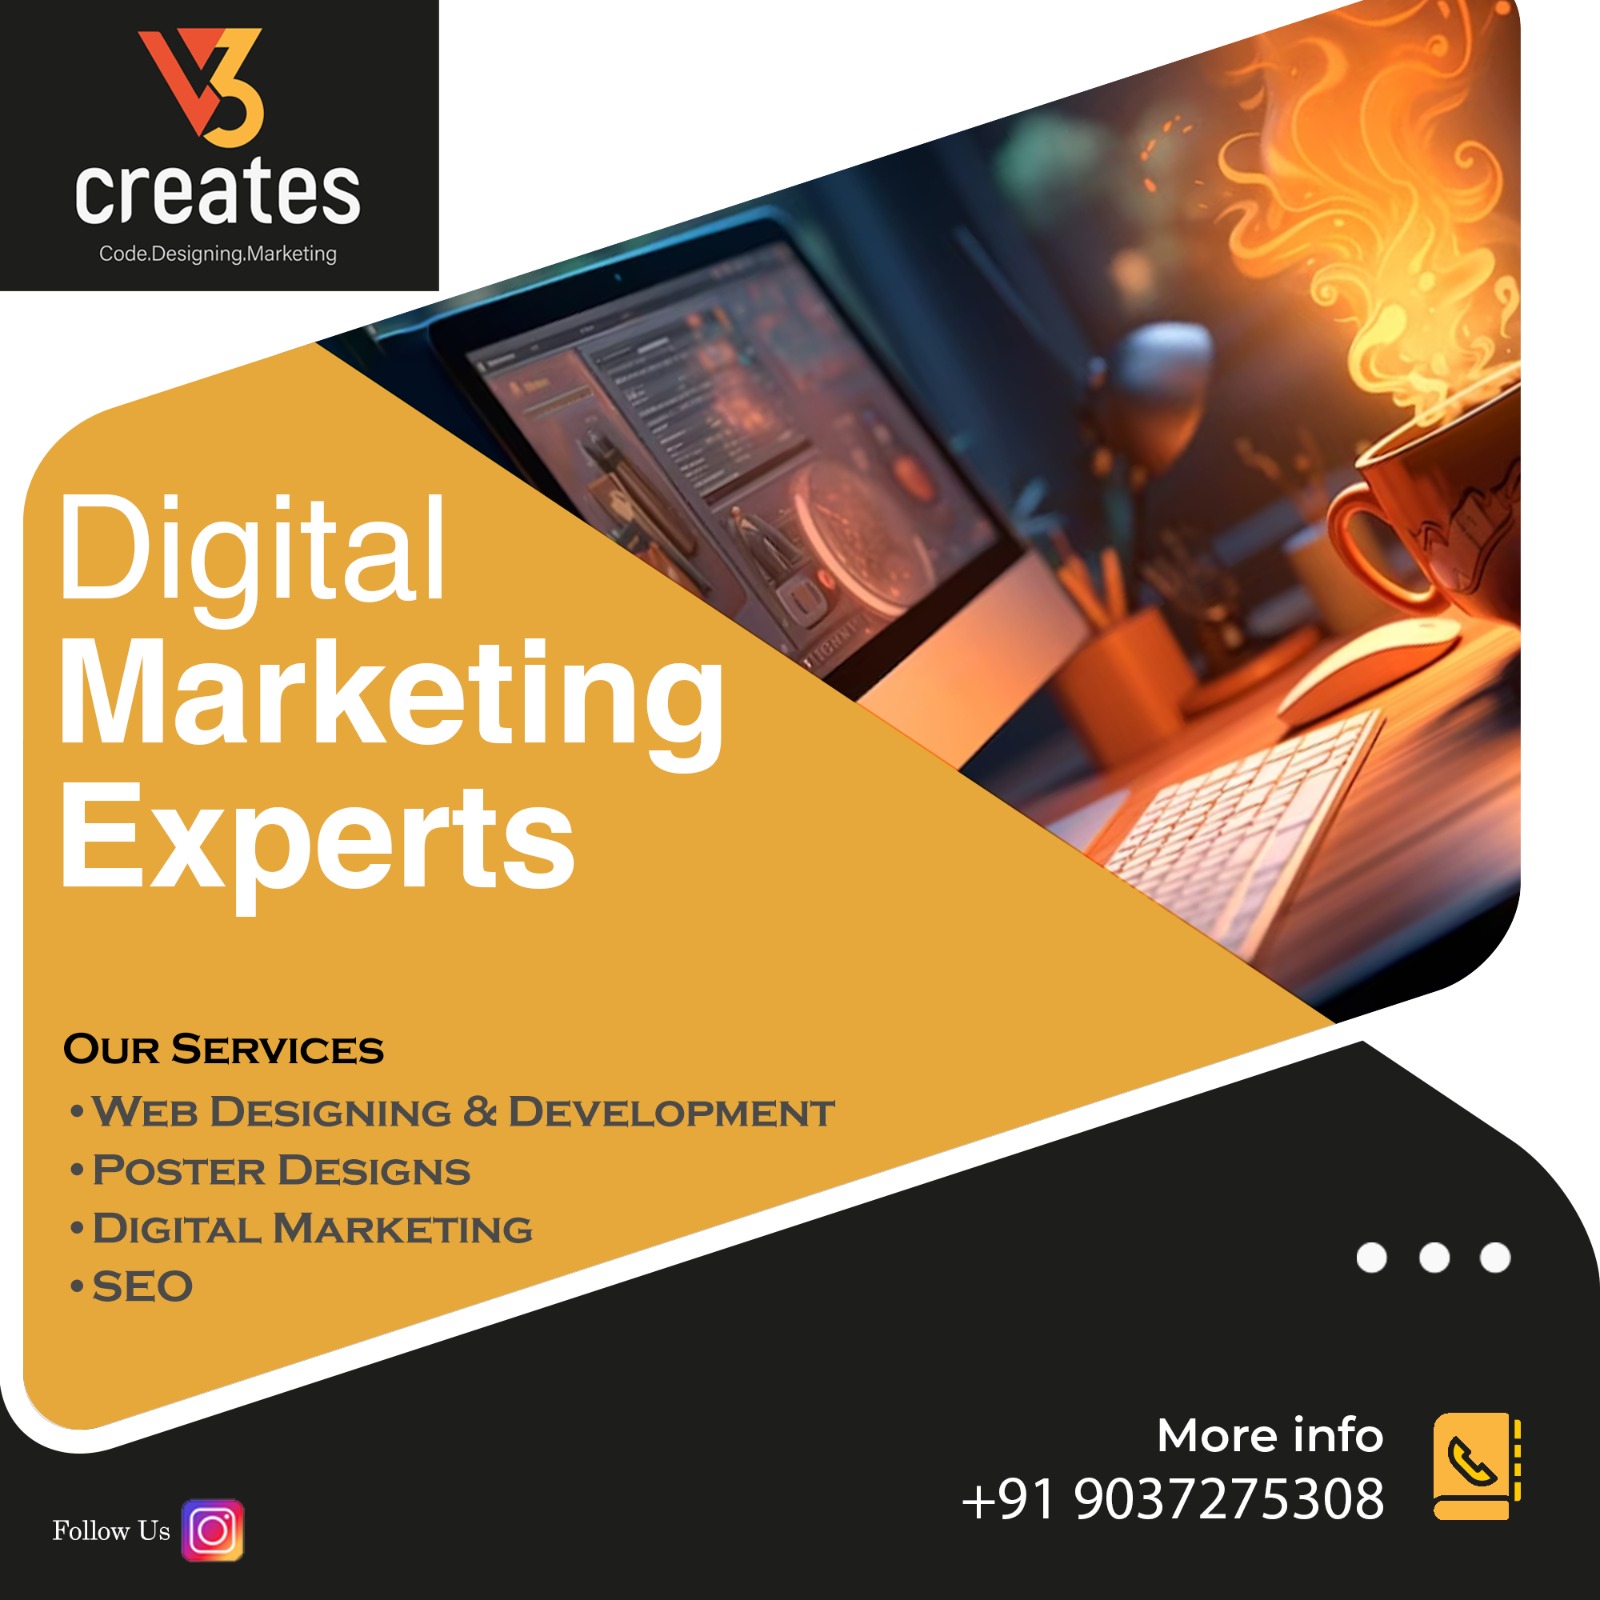 V3
creates
Code.Designing.Marketing
Digital
Marketing
Experts
Our Services
• Web Designing & Development
• Poster Designs
• Digital Marketing
• SEO
More info
+91 9037275308
Follow Us